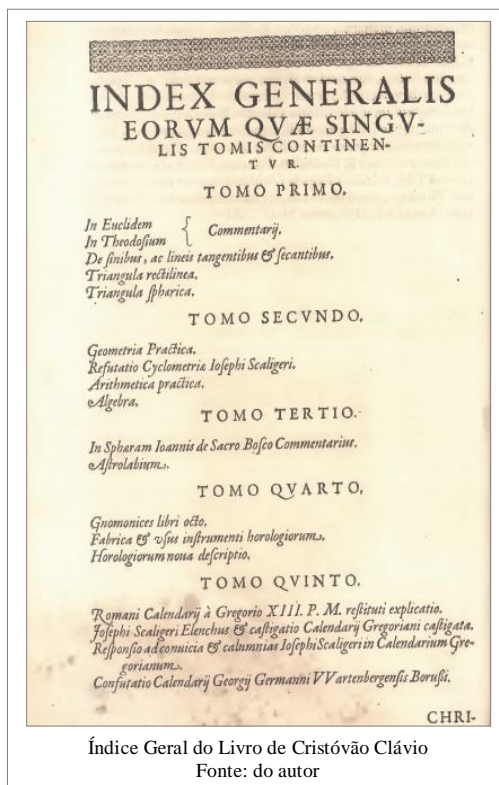 INDEX GENERALIS
EORVM QVÆ SINGV-
LIS TOMIS CONTINEN-
T V R.
TOMO PRIMO.
In Euclidem
In Theodosium
Commentarij.
De sinibus, ac lineis tangentibus & secantibus.
Triangula rectilinea.
Triangula sphærica.
TOMO SECVNDO.
Geometria Practica.
Refutatio Cyclometriæ Iosephi Scaligeri.
Arithmetica practica.
Algebra.
TOMO TERTIO.
In Sphæram Ioannis de Sacro Bosco Commentarius.
Astrolabium.
TOMO QVARTO.
Gnomonices libri octo.
Fabrica & vsus instrumenti horologiorum.
Horologiorum noua descriptio.
TOMO QVINTO.
Romani Calendarij à Gregorio XIII. P. M. restituti explicatio.
Josephi Scaligeri Elenchus & castigatio Calendarij Gregoriani castigata.
Responsio ad conuicia & calumnias Iosephi Scaligeri in Calendarium Gre-
gorianum.
Confutatio Calendarij Georgij Germanni VVartenbergensis Borussi.
CHRI-
Índice Geral do Livro de Cristóvão Clávio
Fonte: do autor